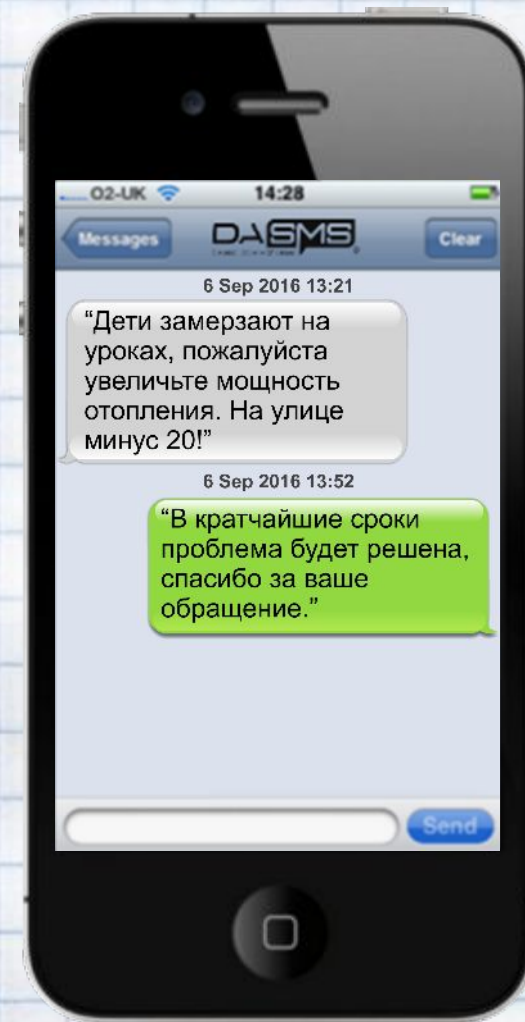 O2-UK 14:28
Messages DASMS Clear
6 Sep 2016 13:21
“Дети замерзают на
уроках, пожалуйста
увеличьте мощность
отопления. На улице
минус 20!”
6 Sep 2016 13:52
“В кратчайшие сроки
проблема будет решена,
спасибо за ваше
обращение.”
Send